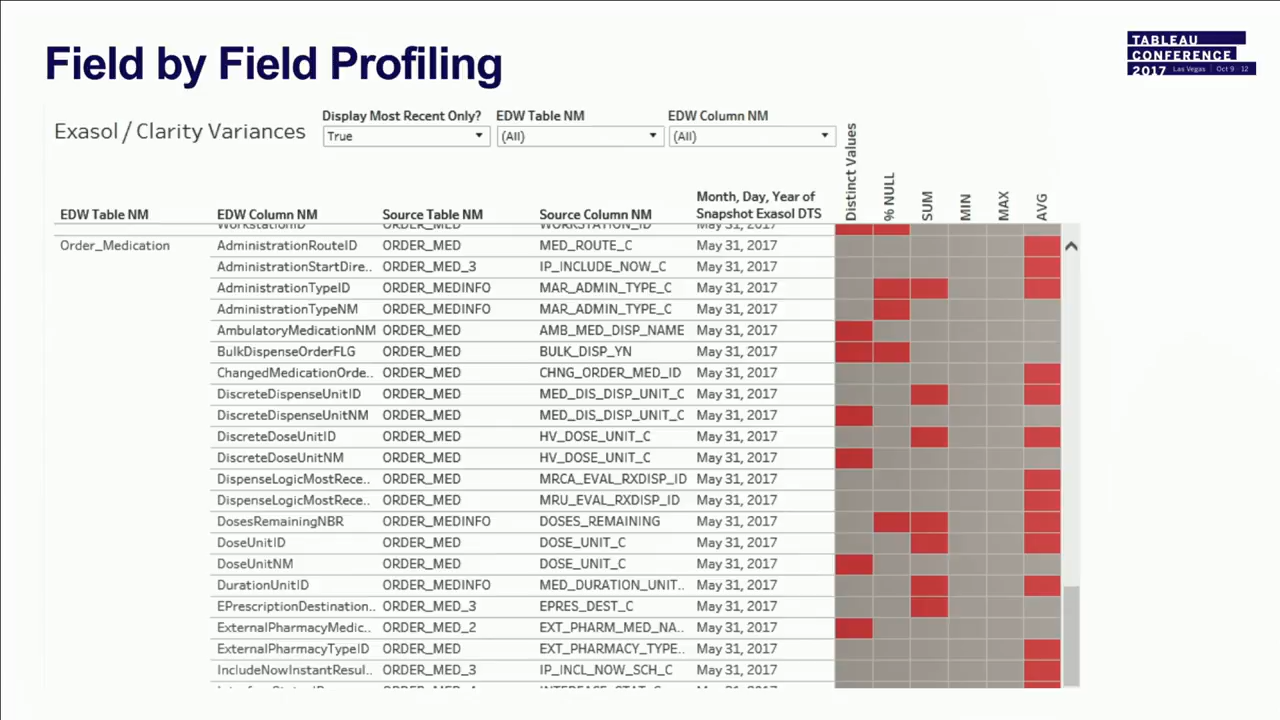 Field by Field Profiling
TABLEAU
CONFERENCE
2017 Las Vegas | Oct 9 - 12
Exasol / Clarity Variances
Display Most Recent Only? EDW Table NM EDW Column NM
True (All) (All)
Distinct Values % NULL SUM MIN MAX AVG
EDW Table NM EDW Column NM Source Table NM Source Column NM Month, Day, Year of Snapshot Exasol DTS
WorkstationID ORDER_MED WORKSTATION_ID May 31, 2017
Order_Medication AdministrationRouteID ORDER_MED MED_ROUTE_C May 31, 2017
AdministrationStartDire.. ORDER_MED_3 IP_INCLUDE_NOW_C May 31, 2017
AdministrationTypeID ORDER_MEDINFO MAR_ADMIN_TYPE_C May 31, 2017
AdministrationTypeNM ORDER_MEDINFO MAR_ADMIN_TYPE_C May 31, 2017
AmbulatoryMedicationNM ORDER_MED AMB_MED_DISP_NAME May 31, 2017
BulkDispenseOrderFLG ORDER_MED BULK_DISP_YN May 31, 2017
ChangedMedicationOrde.. ORDER_MED CHNG_ORDER_MED_ID May 31, 2017
DiscreteDispenseUnitID ORDER_MED MED_DIS_DISP_UNIT_C May 31, 2017
DiscreteDispenseUnitNM ORDER_MED MED_DIS_DISP_UNIT_C May 31, 2017
DiscreteDoseUnitID ORDER_MED HV_DOSE_UNIT_C May 31, 2017
DiscreteDoseUnitNM ORDER_MED HV_DOSE_UNIT_C May 31, 2017
DispenseLogicMostRece.. ORDER_MED MRCA_EVAL_RXDISP_ID May 31, 2017
DispenseLogicMostRece.. ORDER_MED MRU_EVAL_RXDISP_ID May 31, 2017
DosesRemainingNBR ORDER_MEDINFO DOSES_REMAINING May 31, 2017
DoseUnitID ORDER_MED DOSE_UNIT_C May 31, 2017
DoseUnitNM ORDER_MED DOSE_UNIT_C May 31, 2017
DurationUnitID ORDER_MEDINFO MED_DURATION_UNIT.. May 31, 2017
EPrescriptionDestination.. ORDER_MED_3 EPRES_DEST_C May 31, 2017
ExternalPharmacyMedic.. ORDER_MED_2 EXT_PHARM_MED_NA.. May 31, 2017
ExternalPharmacyTypeID ORDER_MED EXT_PHARMACY_TYPE.. May 31, 2017
IncludeNowInstantResul.. ORDER_MED_3 IP_INCL_NOW_SCH_C May 31, 2017